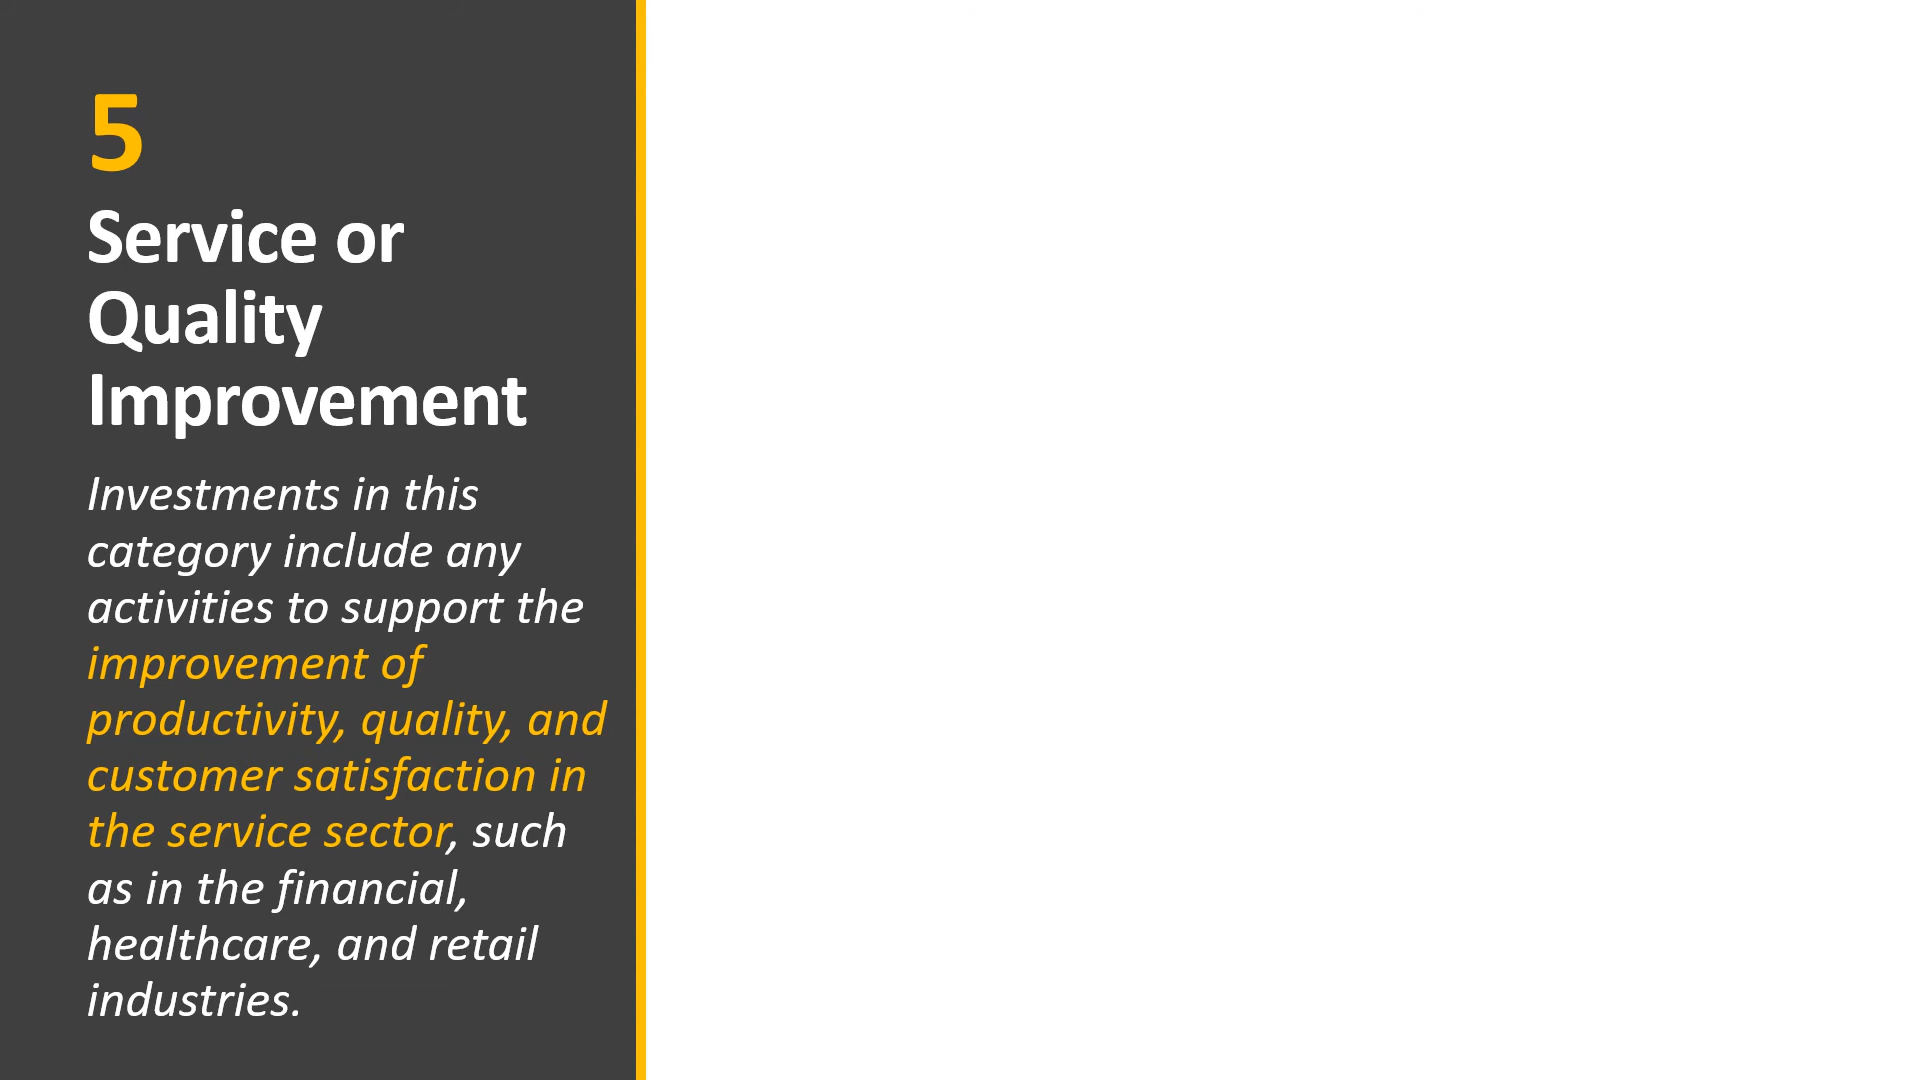 5
Service or
Quality
Improvement
Investments in this
category include any
activities to support the
improvement of
productivity, quality, and
customer satisfaction in
the service sector, such
as in the financial,
healthcare, and retail
industries.